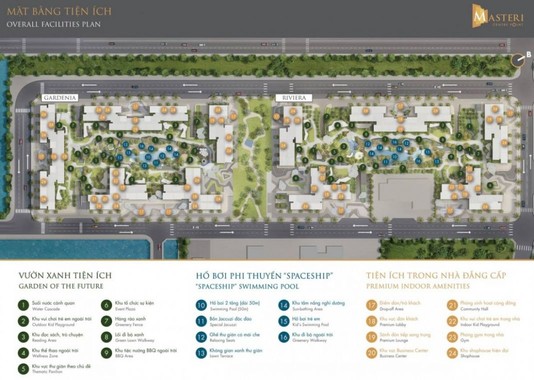 MẶT BẰNG TIỆN ÍCH
OVERALL FACILITIES PLAN
MASTERI
CENTRE POINT
B
GARDENIA
RIVIERA
VƯỜN XANH TIỆN ÍCH
GARDEN OF THE FUTURE
1 Suối nước cảnh quan
Water Cascade
2 Khu vui chơi trẻ em ngoài trời
Outdoor Kid Playground
3 Khu đọc sách, trò chuyện
Reading Area
4 Khu thể thao ngoài trời
Wellness Zone
5 Khu vực thư giãn theo chủ đề
Thematic Pavilion
6 Khu tổ chức sự kiện
Event Plaza
7 Hàng rào xanh
Greenery Fence
8 Lối đi bộ xanh
Green Lawn Walkway
9 Khu tiệc nướng BBQ ngoài trời
BBQ Area
HỒ BƠI PHI THUYỀN "SPACESHIP"
"SPACESHIP" SWIMMING POOL
10 Hồ bơi 2 tầng (dài 50m)
Swimming Pool (50m)
11 Bồn Jacuzzi độc đáo
Special Jacuzzi
12 Ghế thư giãn có mái che
Relaxing Seats
13 Không gian xanh thư giãn
Lawn Terrace
14 Khu tắm nắng nghỉ dưỡng
Sunbathing Area
15 Hồ bơi trẻ em
Kid's Swimming Pool
16 Khu đi bộ ngoài trời
Greenery Walkway
TIỆN ÍCH TRONG NHÀ ĐẲNG CẤP
PREMIUM INDOOR AMENITIES
17 Điểm đón/trả khách
Dropoff Area
18 Khu vực đón khách
Premium Lobby
19 Sảnh đón tiếp sang trọng
Premium Lounge
20 Khu vực Business Center
Business Center
21 Phòng sinh hoạt cộng đồng
Community Hall
22 Khu vui chơi trẻ em trong nhà
Indoor Kid Playground
23 Phòng gym trong nhà
Gym
24 Khu shophouse hiện đại
Shophouse